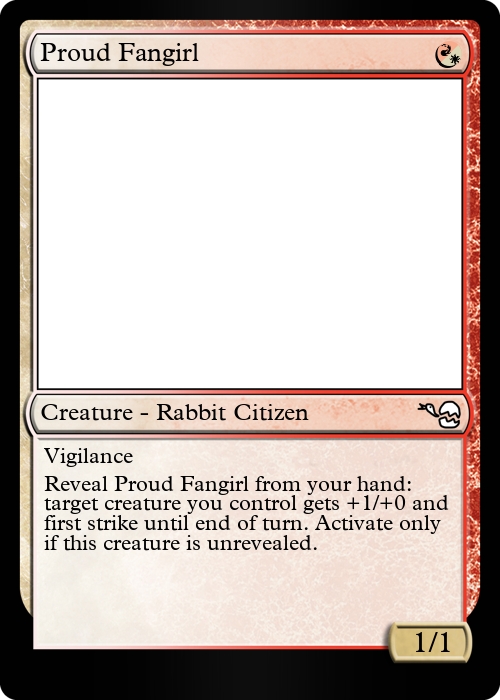 Proud Fangirl
Creature - Rabbit Citizen
Vigilance
Reveal Proud Fangirl from your hand:
target creature you control gets +1/+0 and
first strike until end of turn. Activate only
if this creature is unrevealed.
1/1